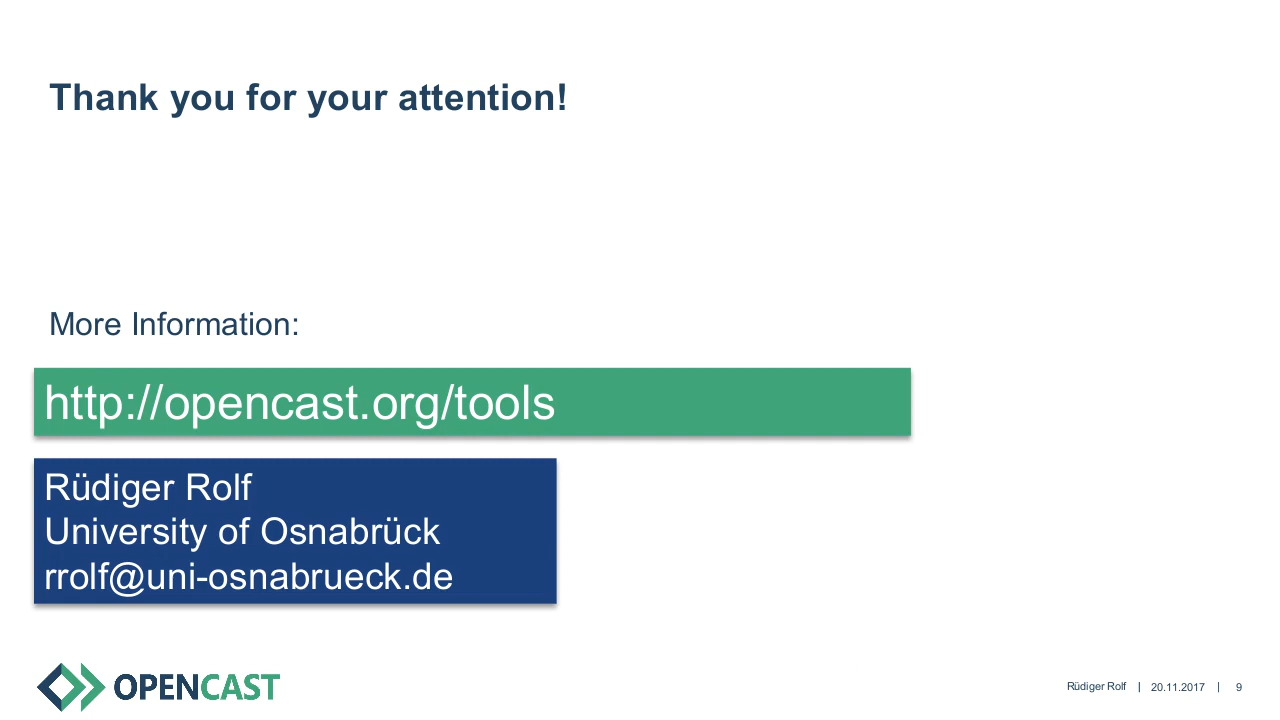 Thank you for your attention!
More Information:
http://opencast.org/tools
Rüdiger Rolf
University of Osnabrück
rrolf@uni-osnabrueck.de
OPENCAST
Rüdiger Rolf | 20.11.2017 | 9